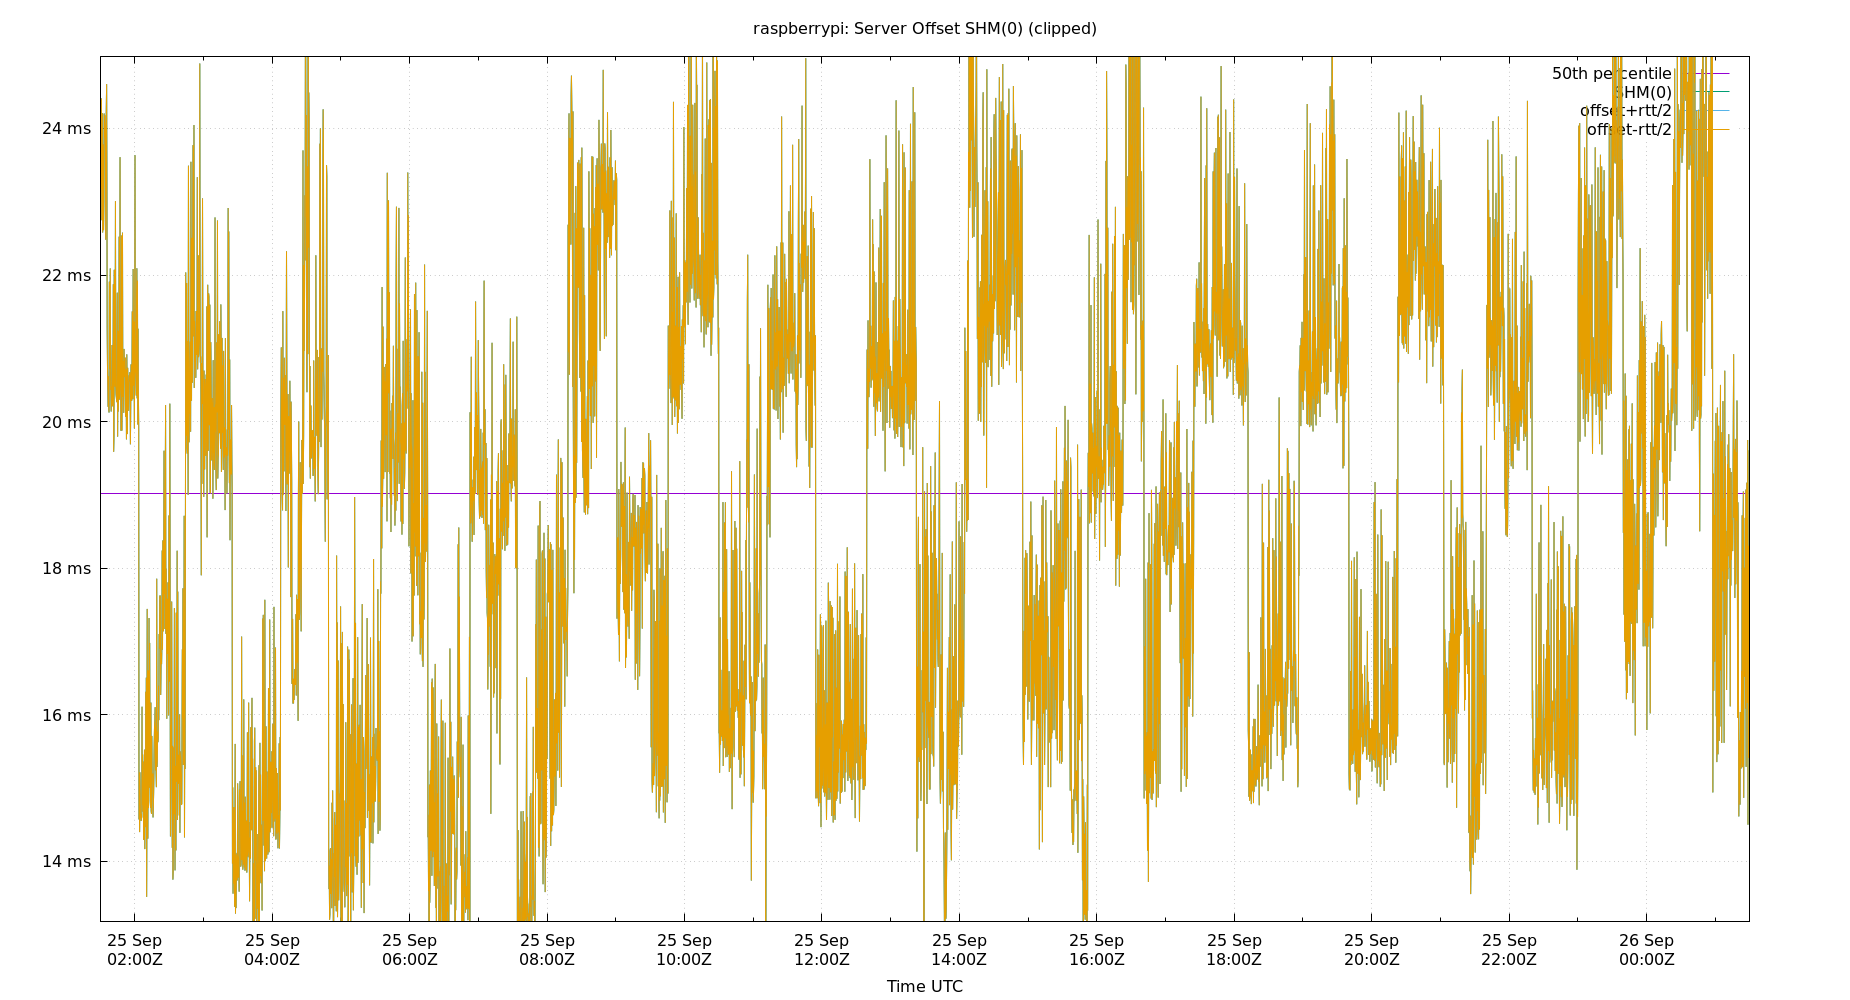 raspberrypi: Server Offset SHM(0) (clipped)
50th percentile
SHM(0)
offset+rtt/2
offset-rtt/2
24 ms
22 ms
20 ms
18 ms
16 ms
14 ms
25 Sep 25 Sep 25 Sep 25 Sep 25 Sep 25 Sep 25 Sep 25 Sep 25 Sep 25 Sep 25 Sep 26 Sep
02:00Z 04:00Z 06:00Z 08:00Z 10:00Z 12:00Z 14:00Z 16:00Z 18:00Z 20:00Z 22:00Z 00:00Z
Time UTC